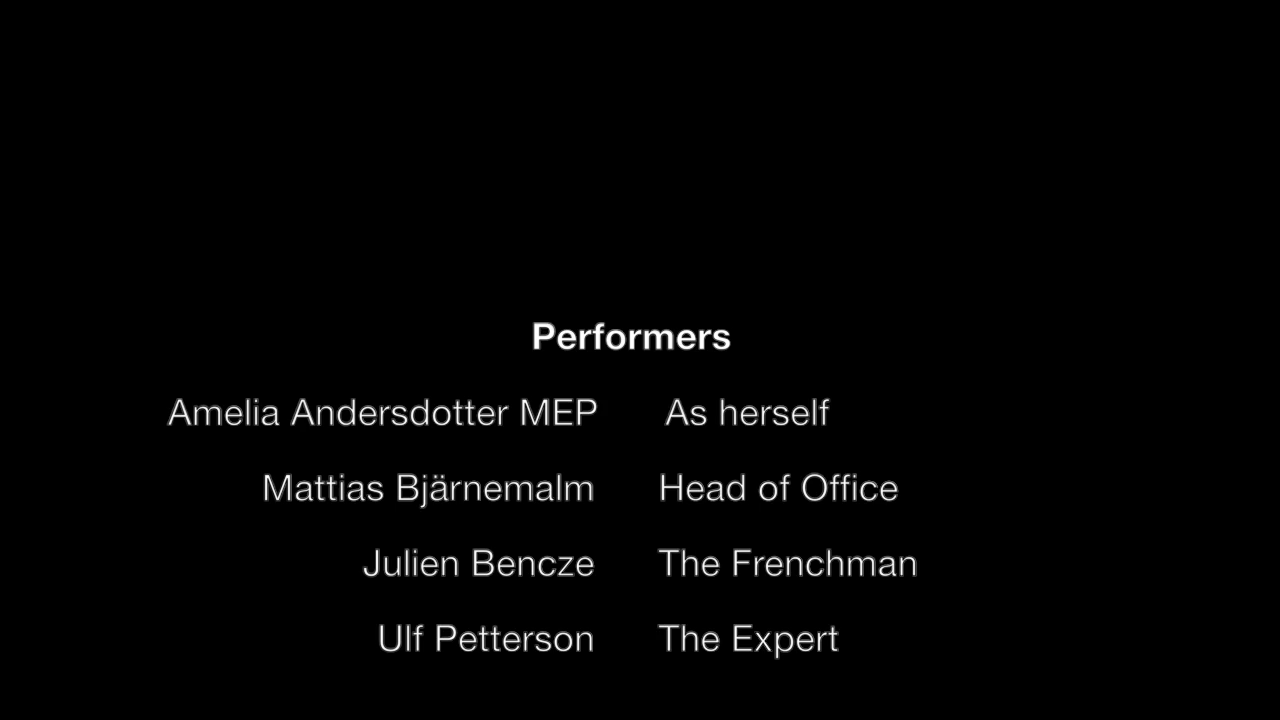 Performers
Amelia Andersdotter MEP As herself
Mattias Bjärnemalm Head of Office
Julien Bencze The Frenchman
Ulf Petterson The Expert